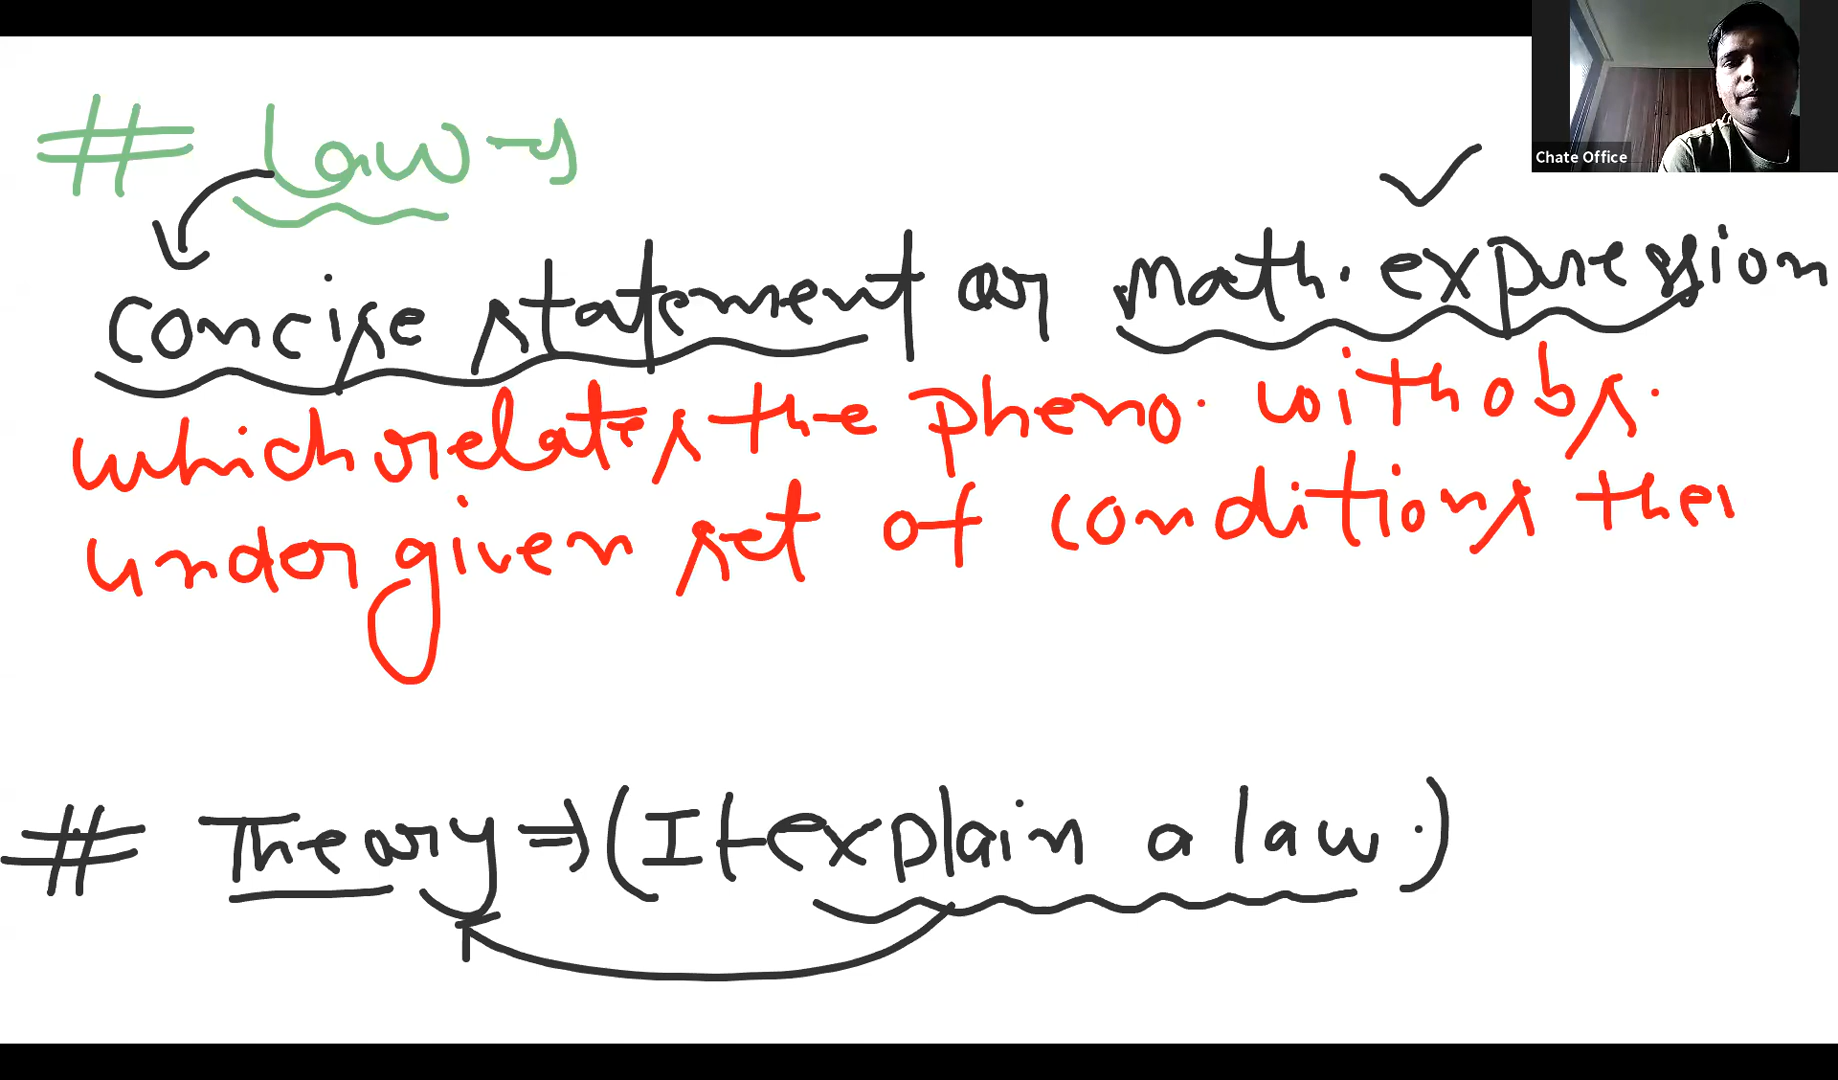 # Law →
Chate Office
concise statement or math. expression
which relates the pheno. with obs.
under given set of conditions then
# Theory ⇒ (It explain a law.)